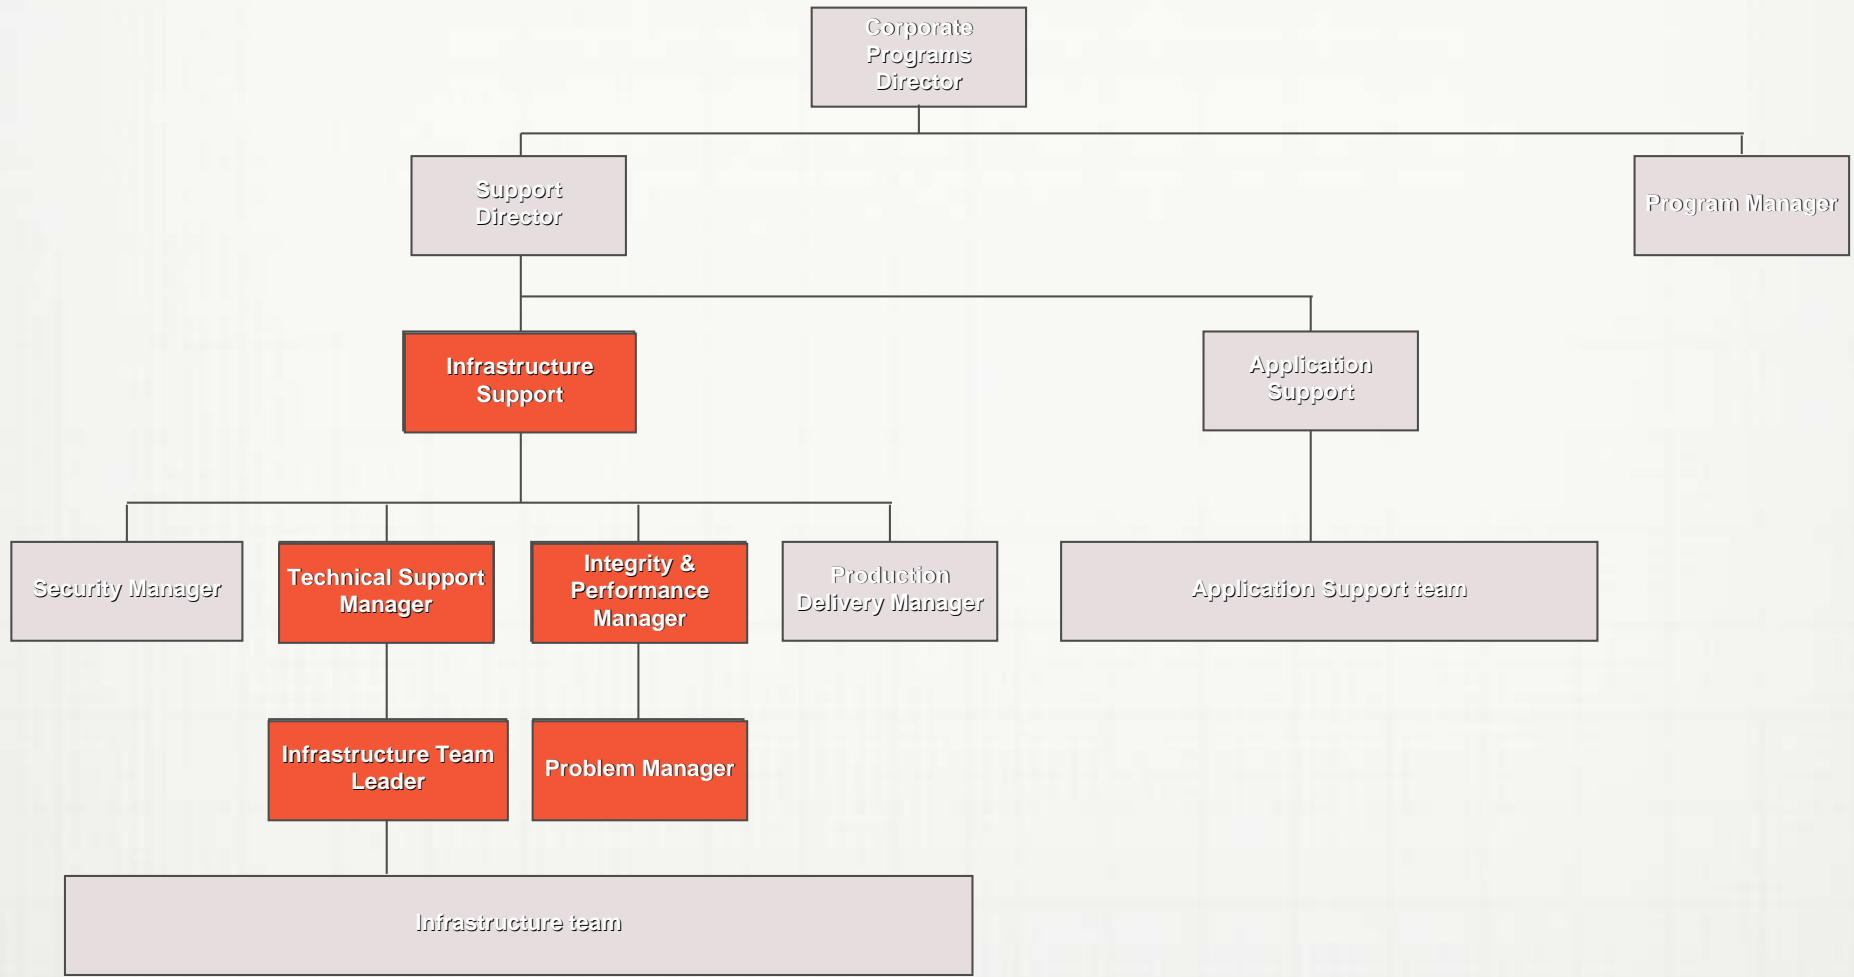 Corporate
Programs
Director
Support
Director
Program Manager
Infrastructure
Support
Application
Support
Security Manager
Technical Support
Manager
Integrity &
Performance
Manager
Production
Delivery Manager
Application Support team
Infrastructure Team
Leader
Problem Manager
Infrastructure team